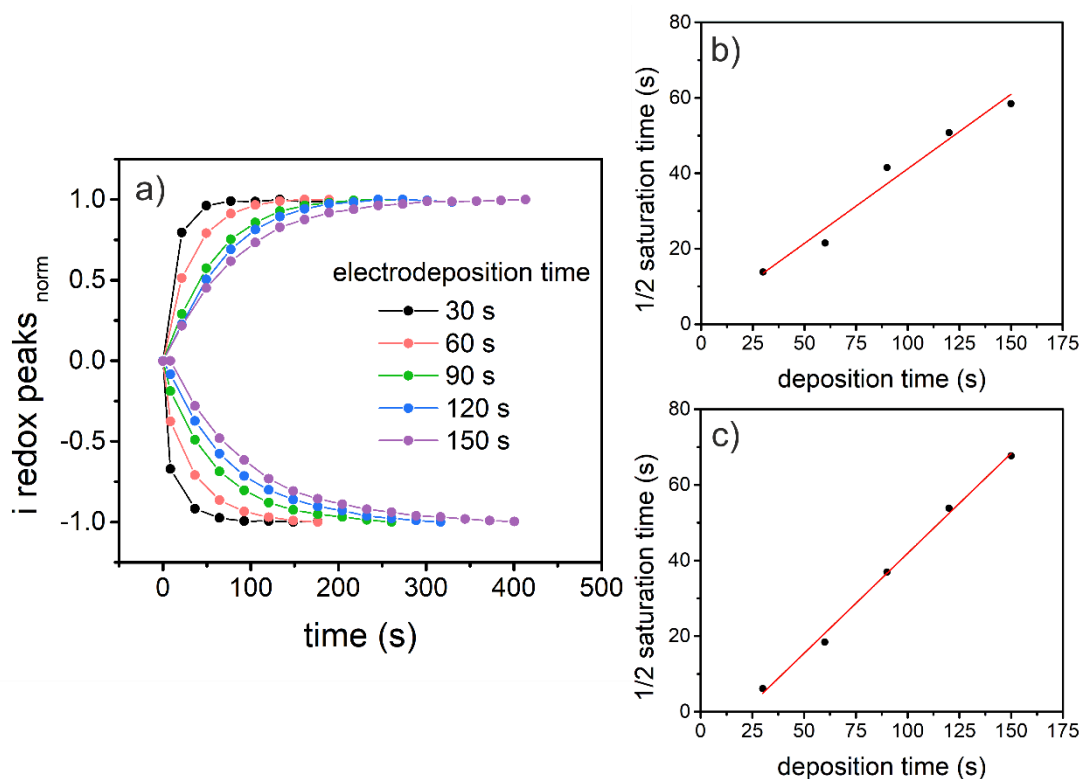 a)
1.0
0.5
0.0
-0.5
-1.0
i redox peaks norm
0 100 200 300 400 500
time (s)
electrodeposition time
30 s
60 s
90 s
120 s
150 s
b)
80
60
40
20
0
1/2 saturation time (s)
0 25 50 75 100 125 150 175
deposition time (s)
c)
80
60
40
20
0
1/2 saturation time (s)
0 25 50 75 100 125 150 175
deposition time (s)